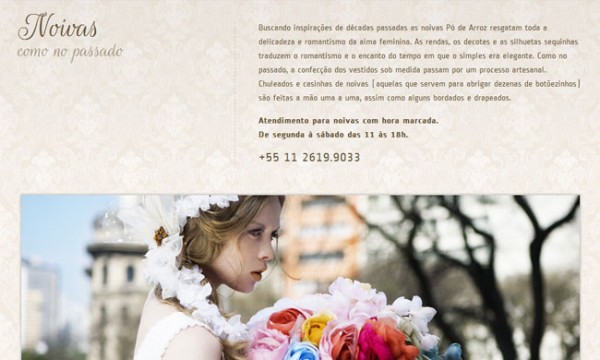 Noivas
como no passado
Buscando inspirações de décadas passadas as noivas Pó de Arroz resgatam toda a
delicadeza e romantismo da alma feminina. As rendas, os decotes e as silhuetas sequinhas
traduzem o romantismo e o encanto do tempo em que o simples era elegante. Como no
passado, a confecção dos vestidos sob medida passam por um processo artesanal.
Chuleados e casinhas de noivas (aquelas que servem para abrigar dezenas de botõezinhos)
são feitas a mão uma a uma, assim como alguns bordados e drapeados.
Atendimento para noivas com hora marcada.
De segunda à sábado das 11 às 18h.
+55 11 2619.9033